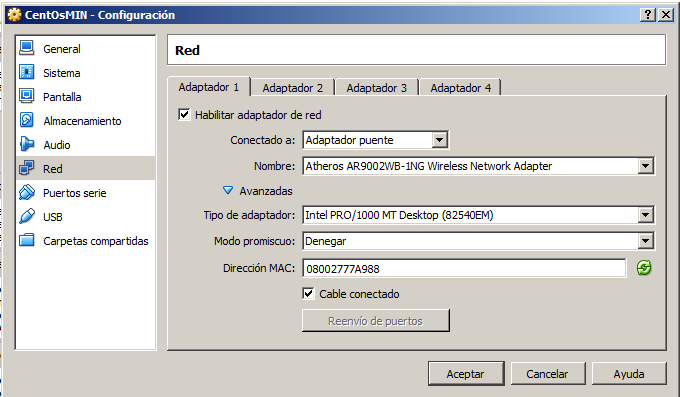 CentOsMIN - Configuración
General
Sistema
Pantalla
Almacenamiento
Audio
Red
Puertos serie
USB
Carpetas compartidas
Red
Adaptador 1 Adaptador 2 Adaptador 3 Adaptador 4
Habilitar adaptador de red
Conectado a: Adaptador puente
Nombre: Atheros AR9002WB-1NG Wireless Network Adapter
Avanzadas
Tipo de adaptador: Intel PRO/1000 MT Desktop (82540EM)
Modo promiscuo: Denegar
Dirección MAC: 08002777A988
Cable conectado
Reenvío de puertos
Aceptar Cancelar Ayuda